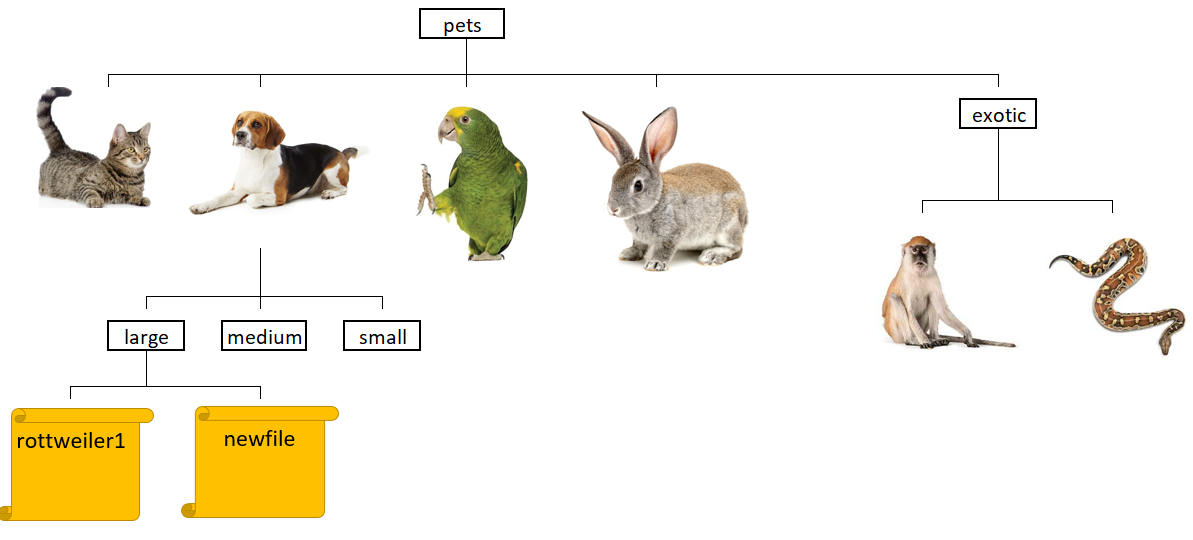 pets
exotic
large
medium
small
rottweiler1
newfile